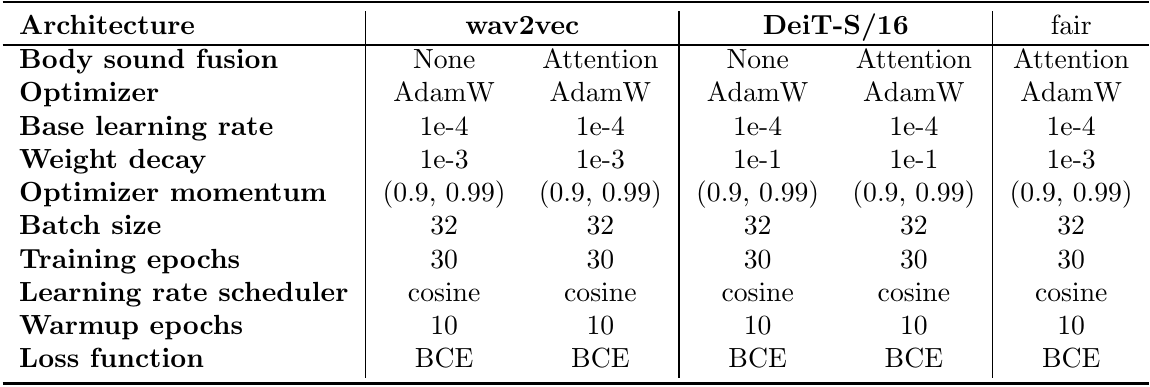 Architecture wav2vec DeiT-S/16 fair
Body sound fusion None Attention None Attention Attention
Optimizer AdamW AdamW AdamW AdamW AdamW
Base learning rate 1e-4 1e-4 1e-4 1e-4 1e-4
Weight decay 1e-3 1e-3 1e-1 1e-1 1e-3
Optimizer momentum (0.9, 0.99) (0.9, 0.99) (0.9, 0.99) (0.9, 0.99) (0.9, 0.99)
Batch size 32 32 32 32 32
Training epochs 30 30 30 30 30
Learning rate scheduler cosine cosine cosine cosine cosine
Warmup epochs 10 10 10 10 10
Loss function BCE BCE BCE BCE BCE